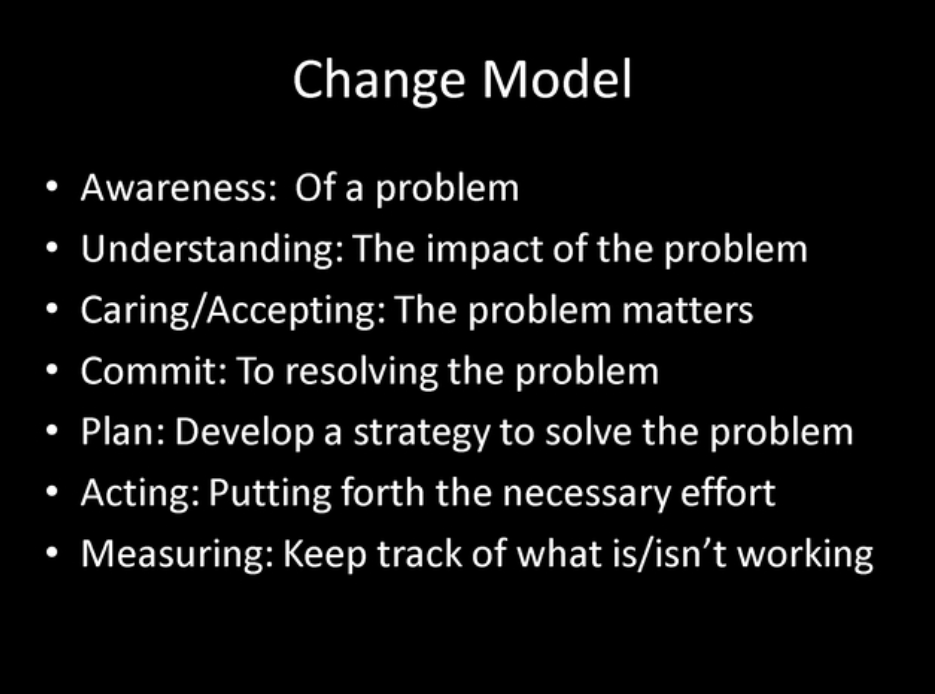 Change Model
• Awareness:  Of a problem
• Understanding: The impact of the problem
• Caring/Accepting: The problem matters
• Commit: To resolving the problem
• Plan: Develop a strategy to solve the problem
• Acting: Putting forth the necessary effort
• Measuring: Keep track of what is/isn’t working